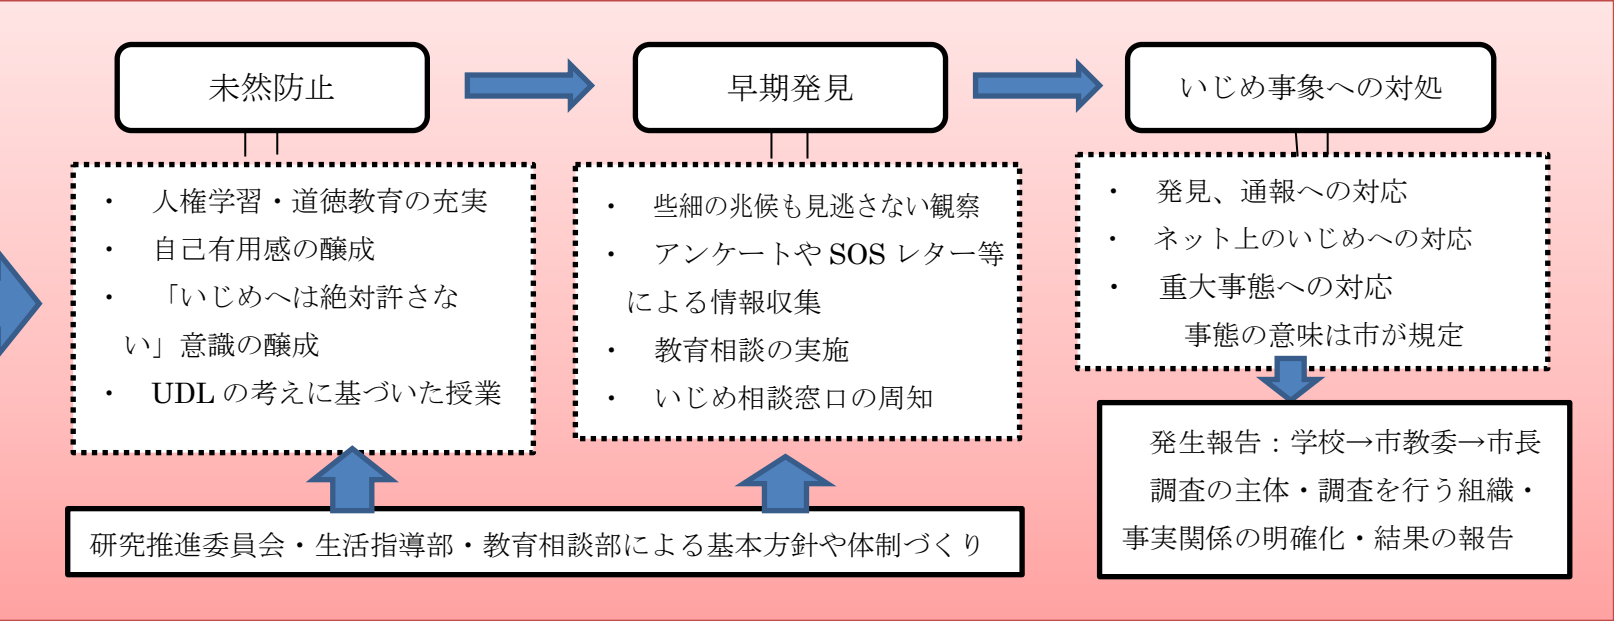 未然防止
早期発見
いじめ事象への対処
・ 人権学習・道徳教育の充実
・ 自己有用感の醸成
・ 「いじめへは絶対許さな
い」意識の醸成
・ UDL の考えに基づいた授業
・ 些細の兆候も見逃さない観察
・ アンケートや SOS レター等
による情報収集
・ 教育相談の実施
・ いじめ相談窓口の周知
・ 発見、通報への対応
・ ネット上のいじめへの対応
・ 重大事態への対応
事態の意味は市が規定
研究推進委員会・生活指導部・教育相談部による基本方針や体制づくり
発生報告：学校→市教委→市長
調査の主体・調査を行う組織・
事実関係の明確化・結果の報告